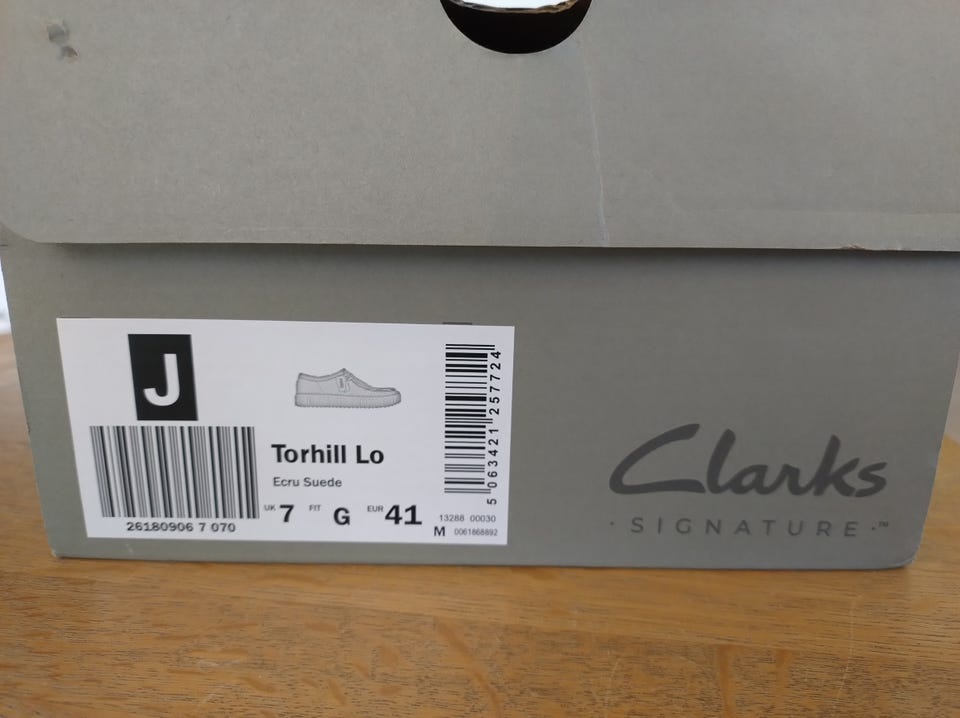 J
26180906 7 070
Torhill Lo
Ecru Suede
UK 7 FIT G EUR 41
5 063421 257724
13288 00030
M 0061868892
Clarks
· SIGNATURE ·™